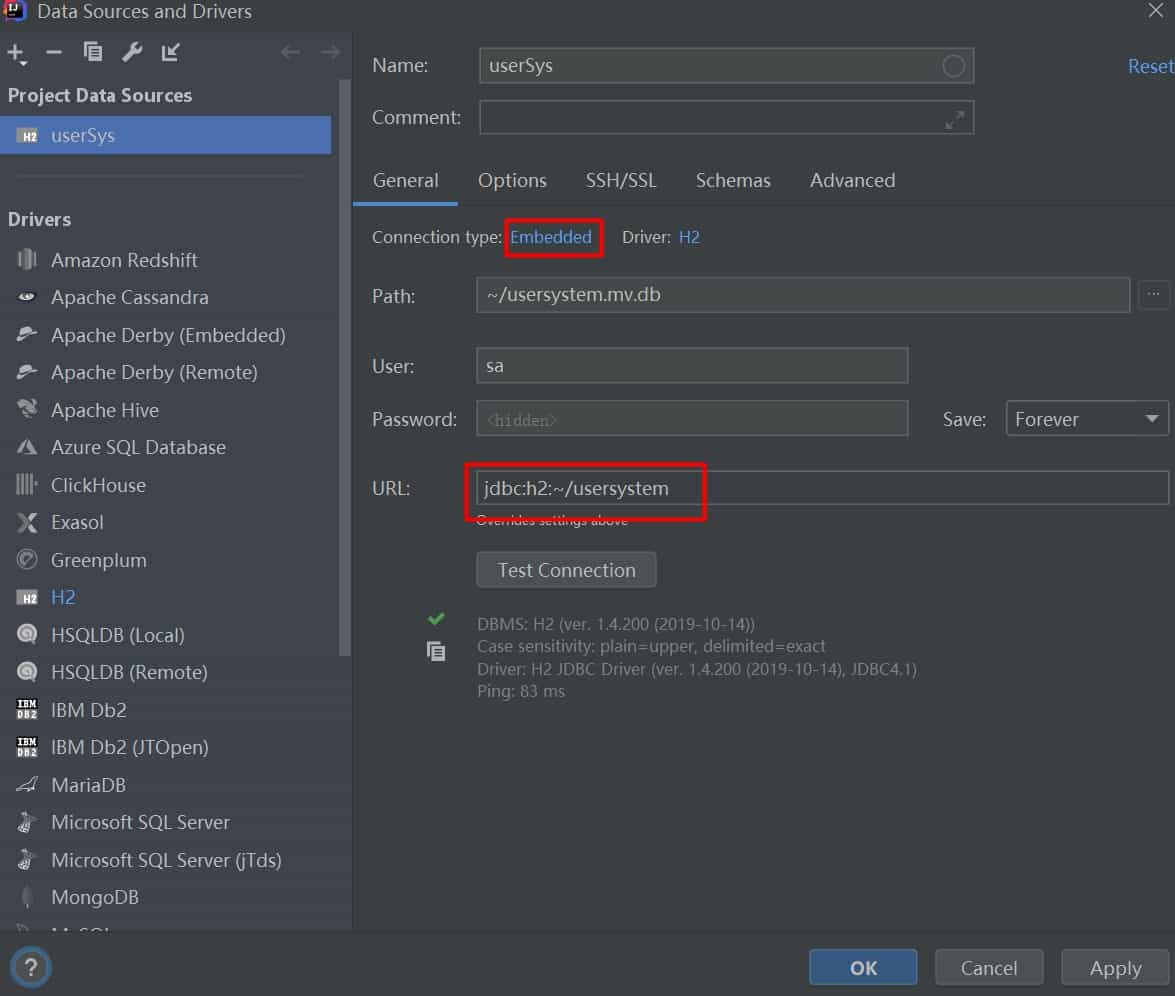 Data Sources and Drivers
Project Data Sources
H2 userSys
Drivers
Amazon Redshift
Apache Cassandra
Apache Derby (Embedded)
Apache Derby (Remote)
Apache Hive
Azure SQL Database
ClickHouse
Exasol
Greenplum
H2 H2
HSQLDB (Local)
HSQLDB (Remote)
IBM DB2 IBM Db2
IBM DB2 IBM Db2 (JTOpen)
MariaDB
Microsoft SQL Server
Microsoft SQL Server (jTds)
MongoDB
Name: userSys
Reset
Comment:
General Options SSH/SSL Schemas Advanced
Connection type: Embedded Driver: H2
Path: ~/usersystem.mv.db ...
User: sa
Password: <hidden> Save: Forever
URL: jdbc:h2:~/usersystem
Overrides settings above
Test Connection
DBMS: H2 (ver. 1.4.200 (2019-10-14))
Case sensitivity: plain=upper, delimited=exact
Driver: H2 JDBC Driver (ver. 1.4.200 (2019-10-14), JDBC4.1)
Ping: 83 ms
? OK Cancel Apply